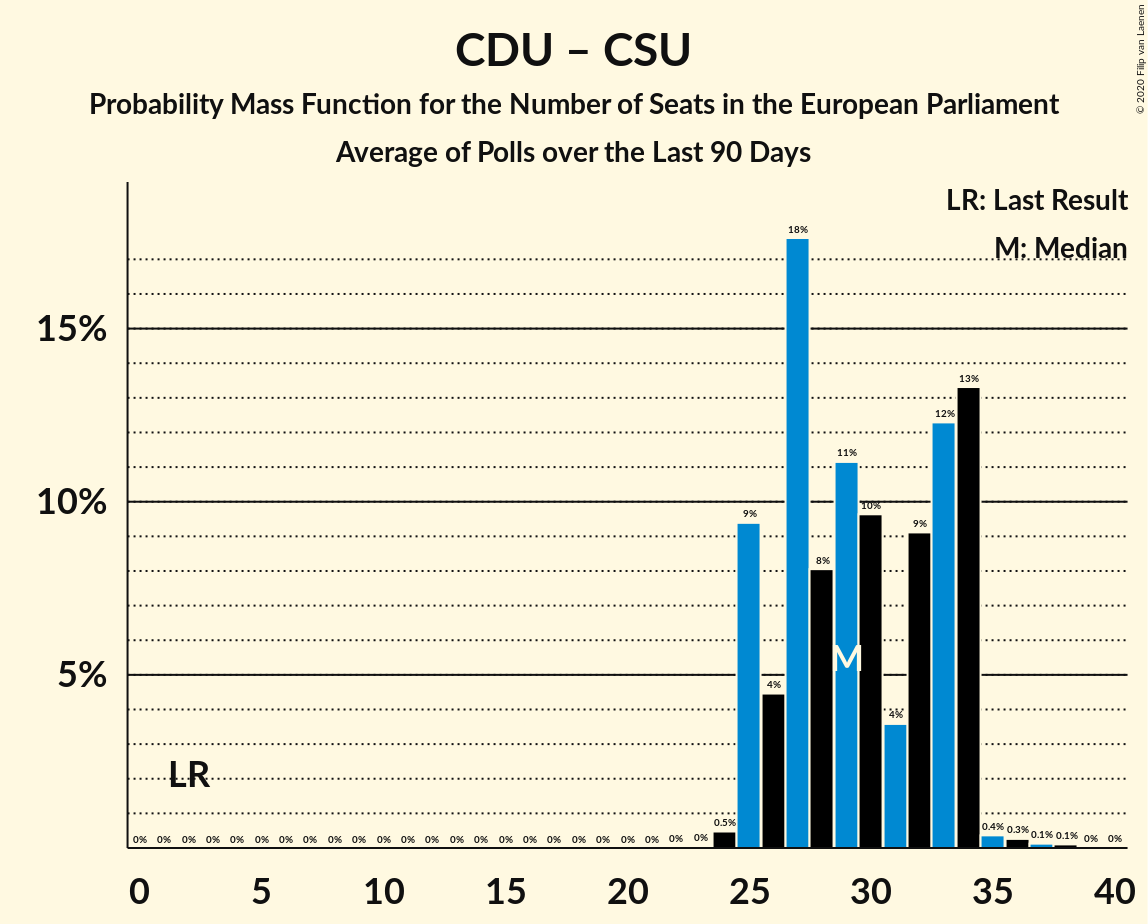 CDU – CSU
Probability Mass Function for the Number of Seats in the European Parliament
Average of Polls over the Last 90 Days
© 2020 Filip van Laenen
LR: Last Result
M: Median
15%
10%
5%
LR
M
0% 0% 0% 0% 0% 0% 0% 0% 0% 0% 0% 0% 0% 0% 0% 0% 0% 0% 0% 0% 0% 0% 0% 0% 0.5% 9% 4% 18% 8% 11% 10% 4% 9% 12% 13% 0.4% 0.3% 0.1% 0.1% 0% 0%
0 5 10 15 20 25 30 35 40